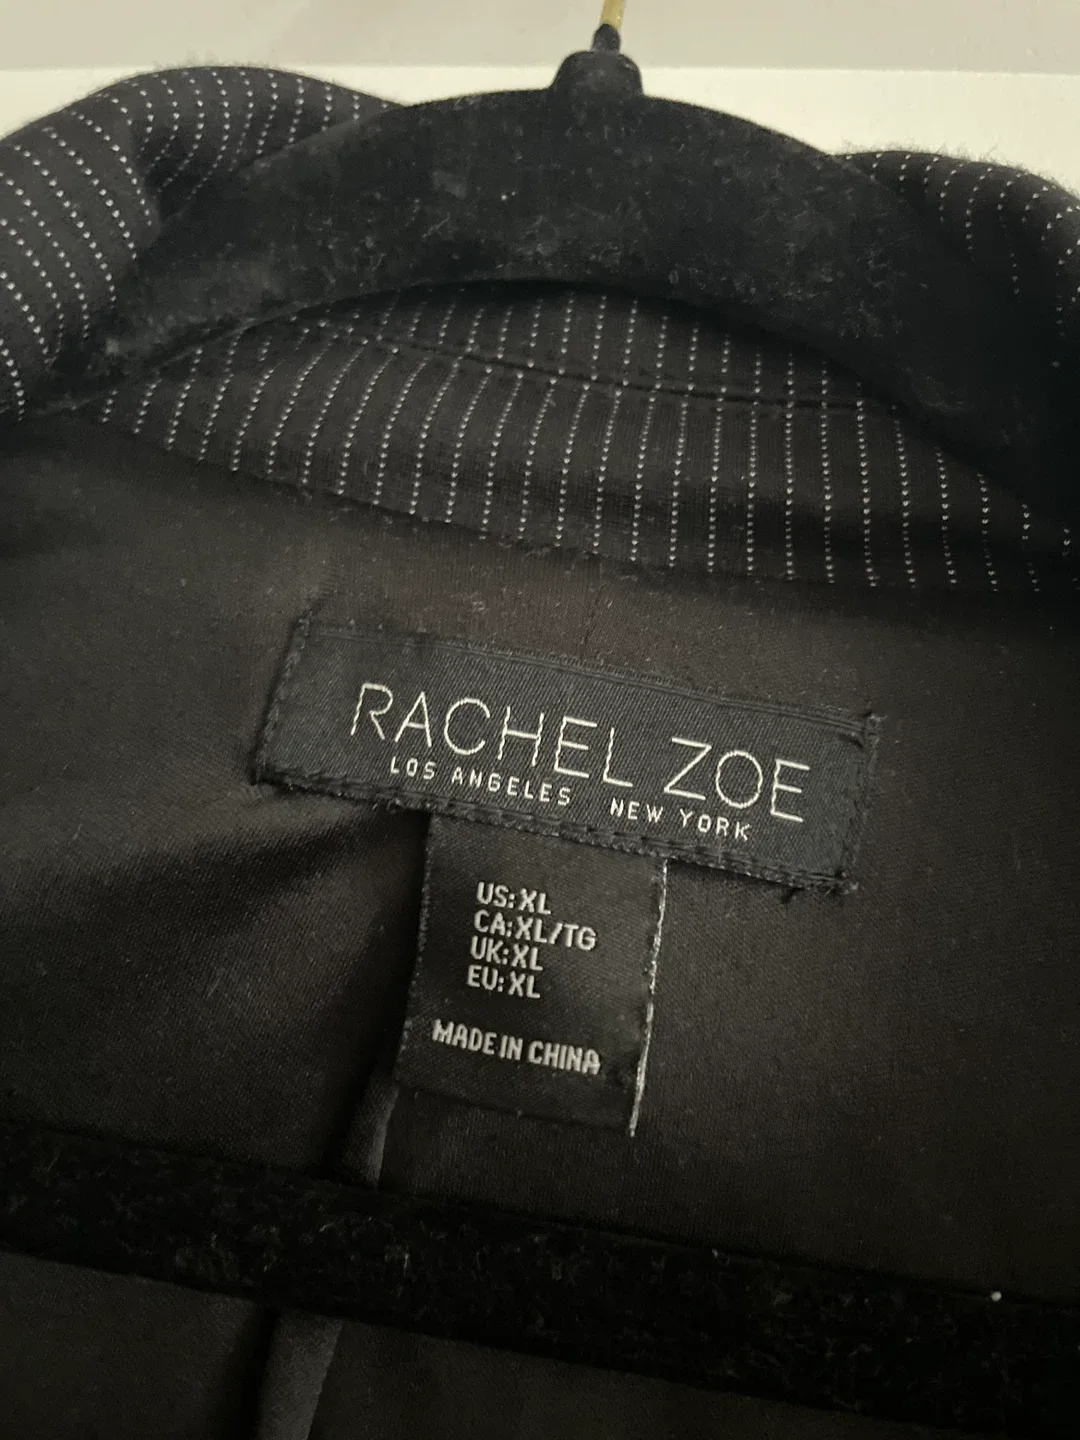 RACHEL ZOE
LOS ANGELES NEW YORK
US:XL
CA:XL/TG
UK:XL
EU:XL
MADE IN CHINA